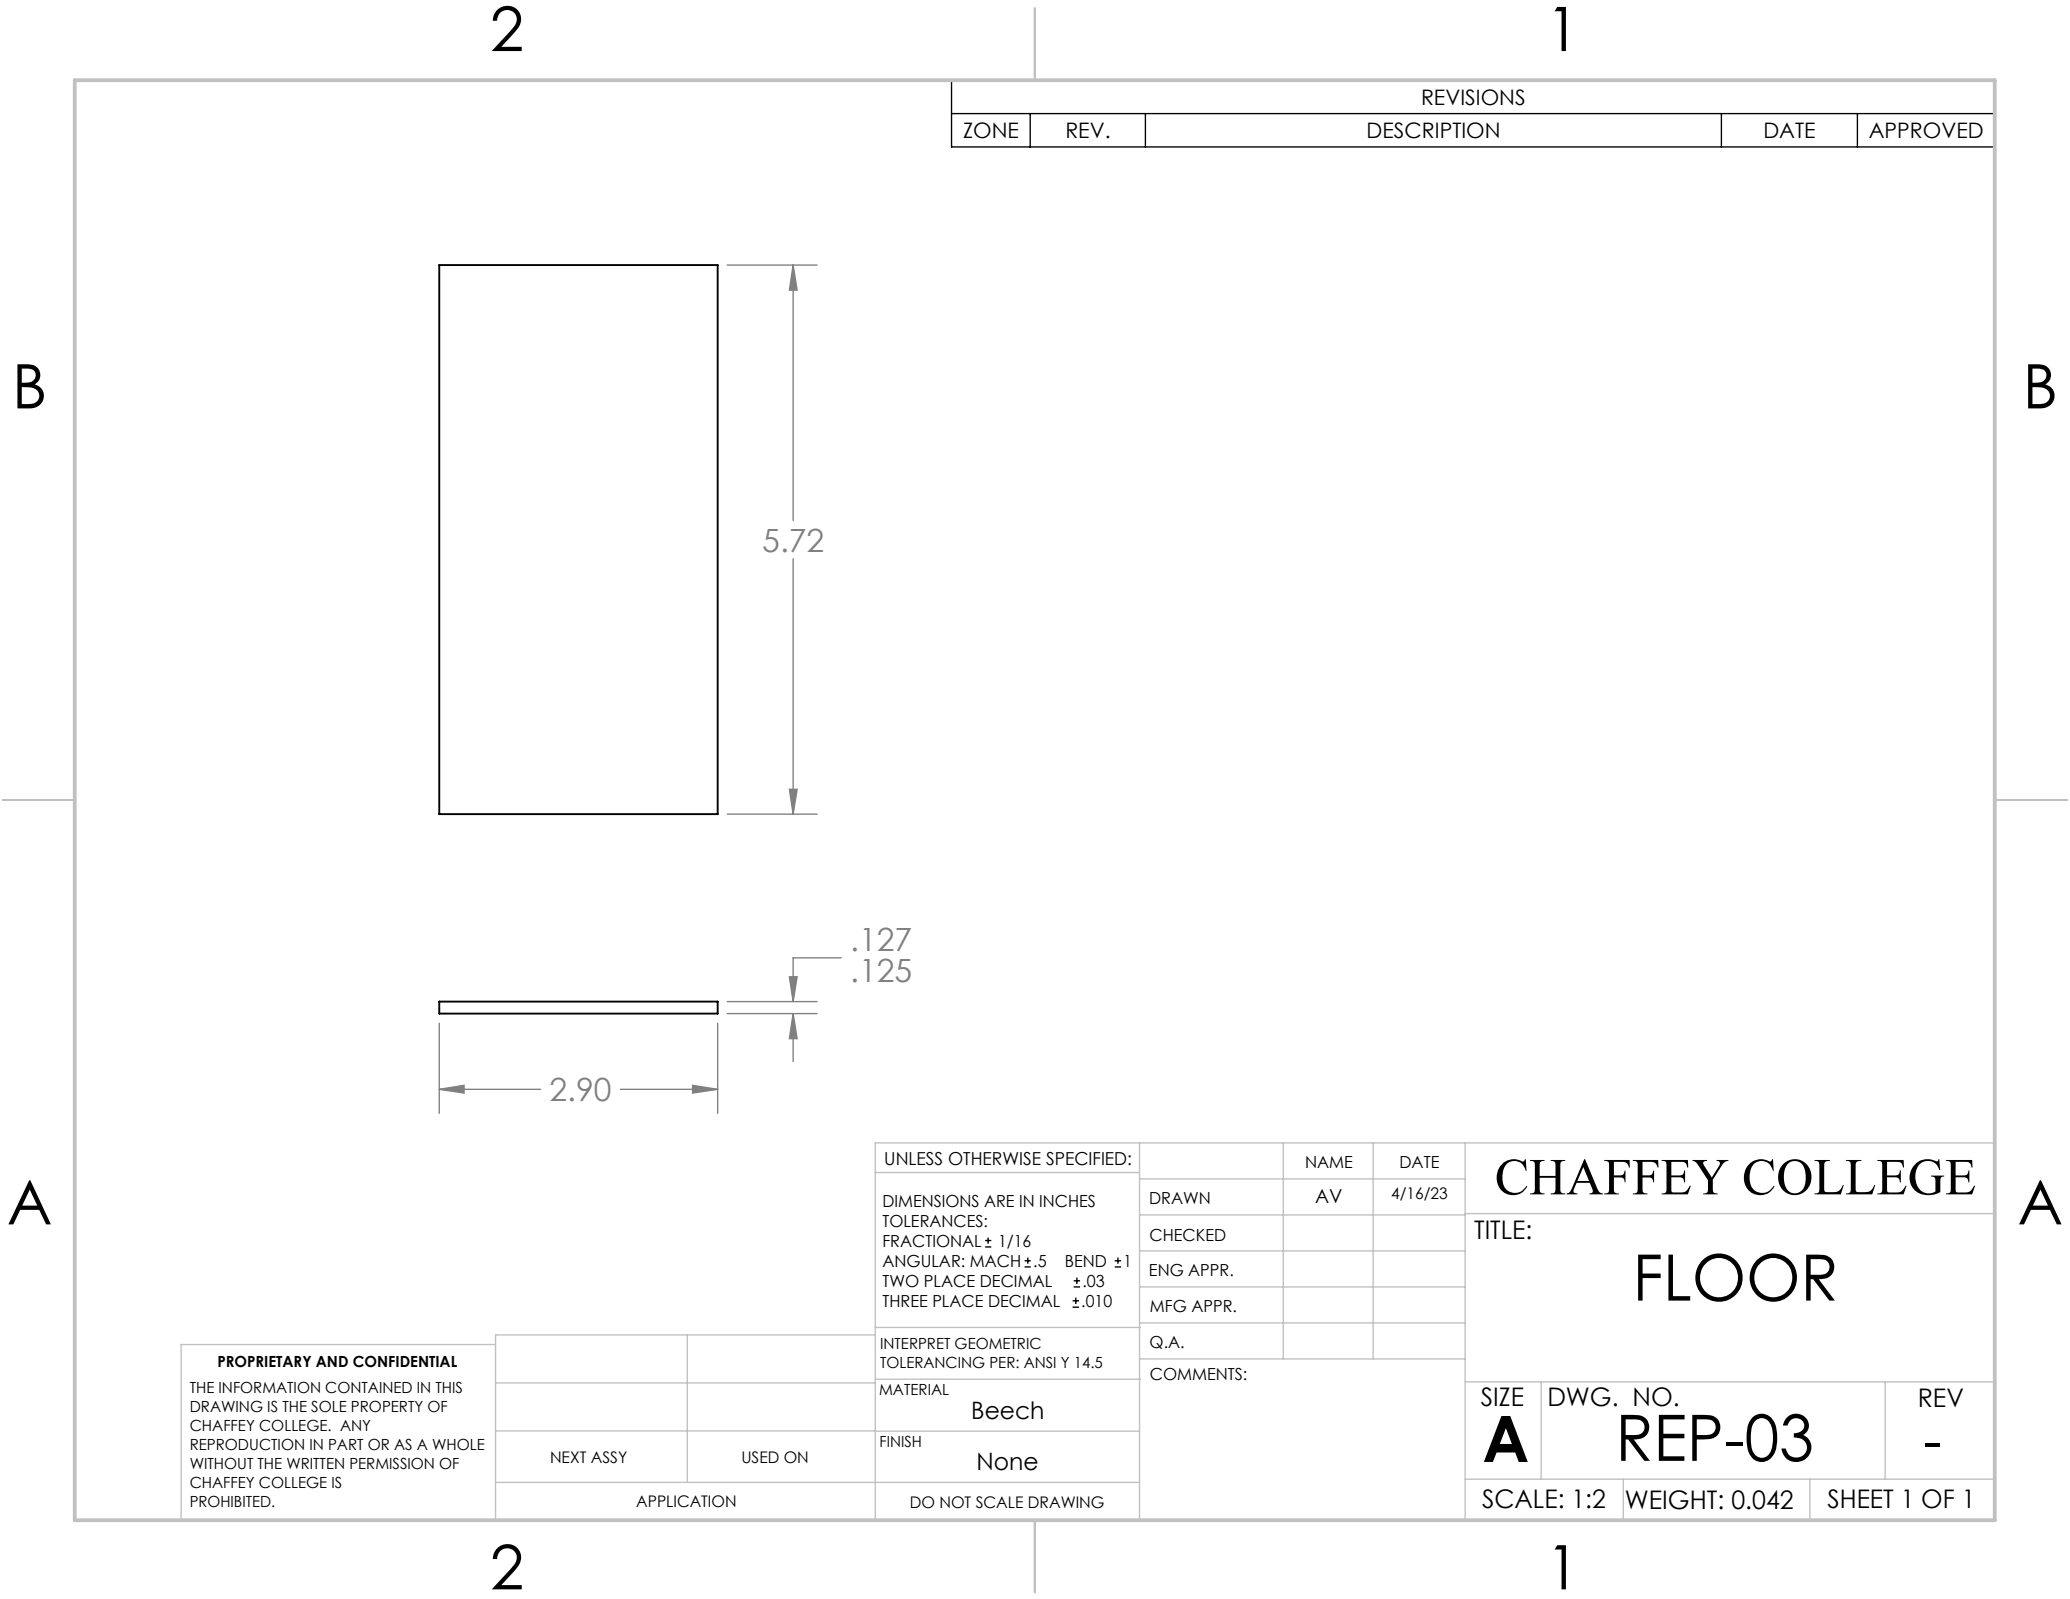 2
1
REVISIONS
ZONE REV. DESCRIPTION DATE APPROVED
B
B
5.72
.127
.125
2.90
A
A
UNLESS OTHERWISE SPECIFIED:
DIMENSIONS ARE IN INCHES
TOLERANCES:
FRACTIONAL ± 1/16
ANGULAR: MACH ± .5 BEND ±1
TWO PLACE DECIMAL ±.03
THREE PLACE DECIMAL ±.010
INTERPRET GEOMETRIC
TOLERANCING PER: ANSI Y 14.5
MATERIAL
Beech
FINISH
None
DO NOT SCALE DRAWING
NAME DATE
DRAWN AV 4/16/23
CHECKED
ENG APPR.
MFG APPR.
Q.A.
COMMENTS:
CHAFFEY COLLEGE
TITLE:
FLOOR
SIZE DWG. NO. REV
A REP-03 -
SCALE: 1:2 WEIGHT: 0.042 SHEET 1 OF 1
PROPRIETARY AND CONFIDENTIAL
THE INFORMATION CONTAINED IN THIS
DRAWING IS THE SOLE PROPERTY OF
CHAFFEY COLLEGE. ANY
REPRODUCTION IN PART OR AS A WHOLE
WITHOUT THE WRITTEN PERMISSION OF
CHAFFEY COLLEGE IS
PROHIBITED.
NEXT ASSY USED ON
APPLICATION
2
1